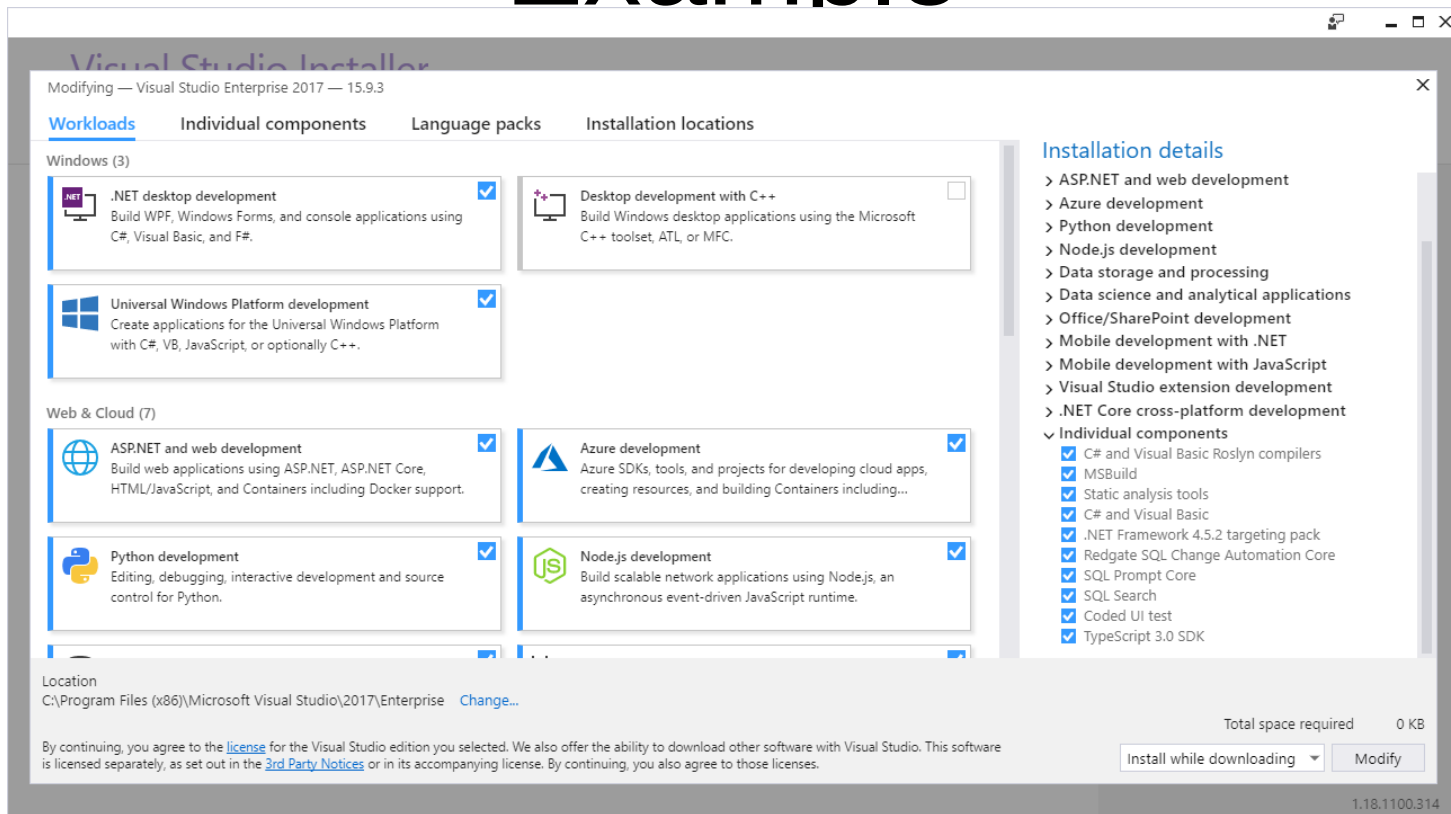 Example
Visual Studio Installer
Modifying — Visual Studio Enterprise 2017 — 15.9.3
Workloads
Individual components
Language packs
Installation locations
Windows (3)
.NET
.NET desktop development
Build WPF, Windows Forms, and console applications using
C#, Visual Basic, and F#.
Desktop development with C++
Build Windows desktop applications using the Microsoft
C++ toolset, ATL, or MFC.
Universal Windows Platform development
Create applications for the Universal Windows Platform
with C#, VB, JavaScript, or optionally C++.
Web & Cloud (7)
ASP.NET and web development
Build web applications using ASP.NET, ASP.NET Core,
HTML/JavaScript, and Containers including Docker support.
Azure development
Azure SDKs, tools, and projects for developing cloud apps,
creating resources, and building Containers including...
Python development
Editing, debugging, interactive development and source
control for Python.
JS
Node.js development
Build scalable network applications using Node.js, an
asynchronous event-driven JavaScript runtime.
Installation details
ASP.NET and web development
Azure development
Python development
Node.js development
Data storage and processing
Data science and analytical applications
Office/SharePoint development
Mobile development with .NET
Mobile development with JavaScript
Visual Studio extension development
.NET Core cross-platform development
Individual components
C# and Visual Basic Roslyn compilers
MSBuild
Static analysis tools
C# and Visual Basic
.NET Framework 4.5.2 targeting pack
Redgate SQL Change Automation Core
SQL Prompt Core
SQL Search
Coded UI test
TypeScript 3.0 SDK
Location
C:\Program Files (x86)\Microsoft Visual Studio\2017\Enterprise Change...
Total space required 0 KB
By continuing, you agree to the license for the Visual Studio edition you selected. We also offer the ability to download other software with Visual Studio. This software
is licensed separately, as set out in the 3rd Party Notices or in its accompanying license. By continuing, you also agree to those licenses.
Install while downloading
Modify
1.18.1100.314